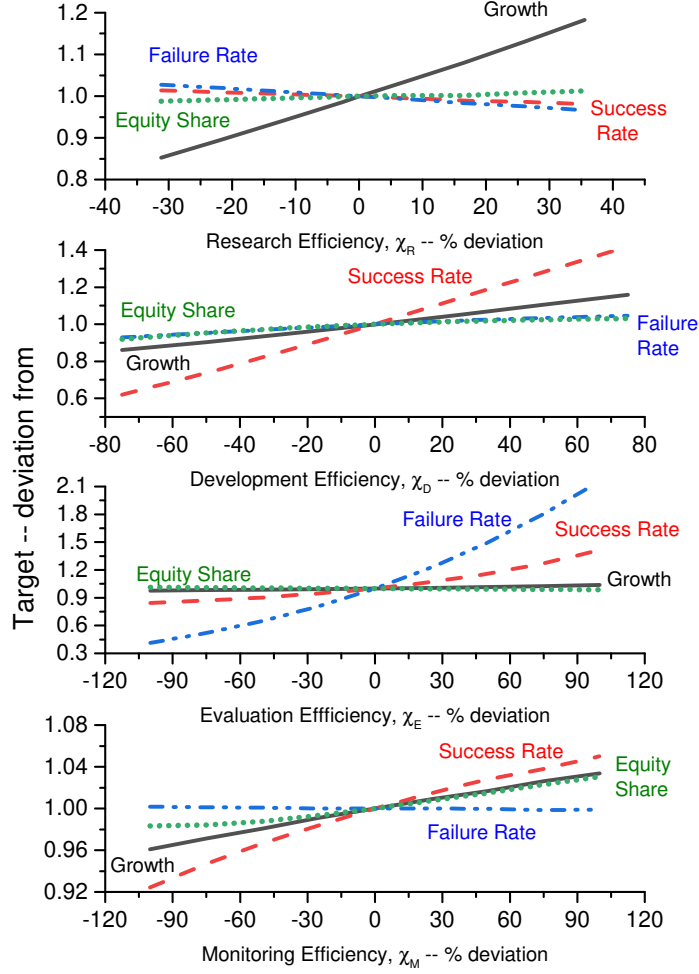 Target -- deviation from
1.2
1.1
1.0
0.9
0.8
Growth
Failure Rate
Equity Share
Success
Rate
-40 -30 -20 -10 0 10 20 30 40
Research Efficiency, χR -- % deviation
1.4
1.2
1.0
0.8
0.6
Success Rate
Equity Share
Growth
Failure
Rate
-80 -60 -40 -20 0 20 40 60 80
Development Efficiency, χD -- % deviation
2.1
1.8
1.5
1.2
0.9
0.6
0.3
Failure Rate
Success Rate
Equity Share
Growth
-120 -90 -60 -30 0 30 60 90 120
Evaluation Effficiency, χE -- % deviation
1.08
1.04
1.00
0.96
0.92
Success Rate
Equity
Share
Failure Rate
Growth
-120 -90 -60 -30 0 30 60 90 120
Monitoring Efficiency, χM -- % deviation